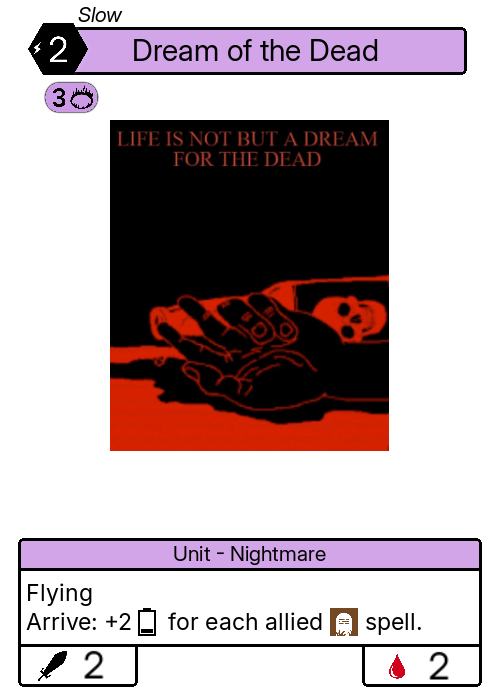 Slow
2
Dream of the Dead
3
LIFE IS NOT BUT A DREAM
FOR THE DEAD
Unit - Nightmare
Flying
Arrive: +2 for each allied spell.
2
2